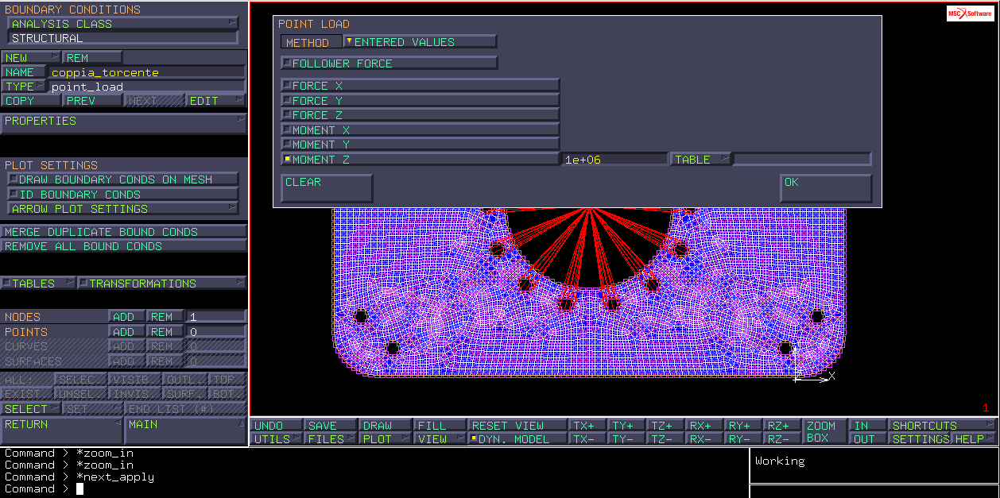 BOUNDARY CONDITIONS
ANALYSIS CLASS
STRUCTURAL
NEW REM
NAME coppia_torcente
TYPE point_load
COPY PREV NEXT EDIT
PROPERTIES
PLOT SETTINGS
DRAW BOUNDARY CONDS ON MESH
ID BOUNDARY CONDS
ARROW PLOT SETTINGS
MERGE DUPLICATE BOUND CONDS
REMOVE ALL BOUND CONDS
TABLES TRANSFORMATIONS
NODES ADD REM 1
POINTS ADD REM 0
CURVES ADD REM 0
SURFACES ADD REM 0
ALL: SELEC. VISIB. OUTL. TOP
EXIST. UNSEL. INVIS. SURF. BOT.
SELECT SET END LIST (#)
RETURN MAIN
MSC Software
POINT LOAD
METHOD ENTERED VALUES
FOLLOWER FORCE
FORCE X
FORCE Y
FORCE Z
MOMENT X
MOMENT Y
MOMENT Z 1e+06 TABLE
CLEAR OK
X
1
UNDO SAVE DRAW FILL RESET VIEW TX+ TY+ TZ+ RX+ RY+ RZ+ ZOOM BOX IN SHORTCUTS
UTILS FILES PLOT VIEW DYN. MODEL TX- TY- TZ- RX- RY- RZ- OUT SETTINGS HELP
Command > *zoom_in
Command > *zoom_in
Command > *next_apply
Command >
Working